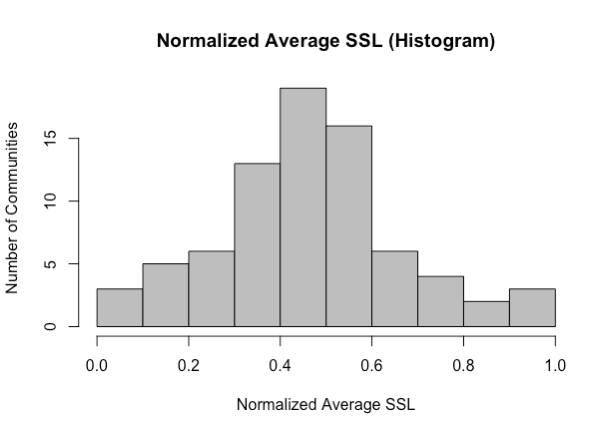 Normalized Average SSL (Histogram)
Number of Communities
15
10
5
0
0.0 0.2 0.4 0.6 0.8 1.0
Normalized Average SSL